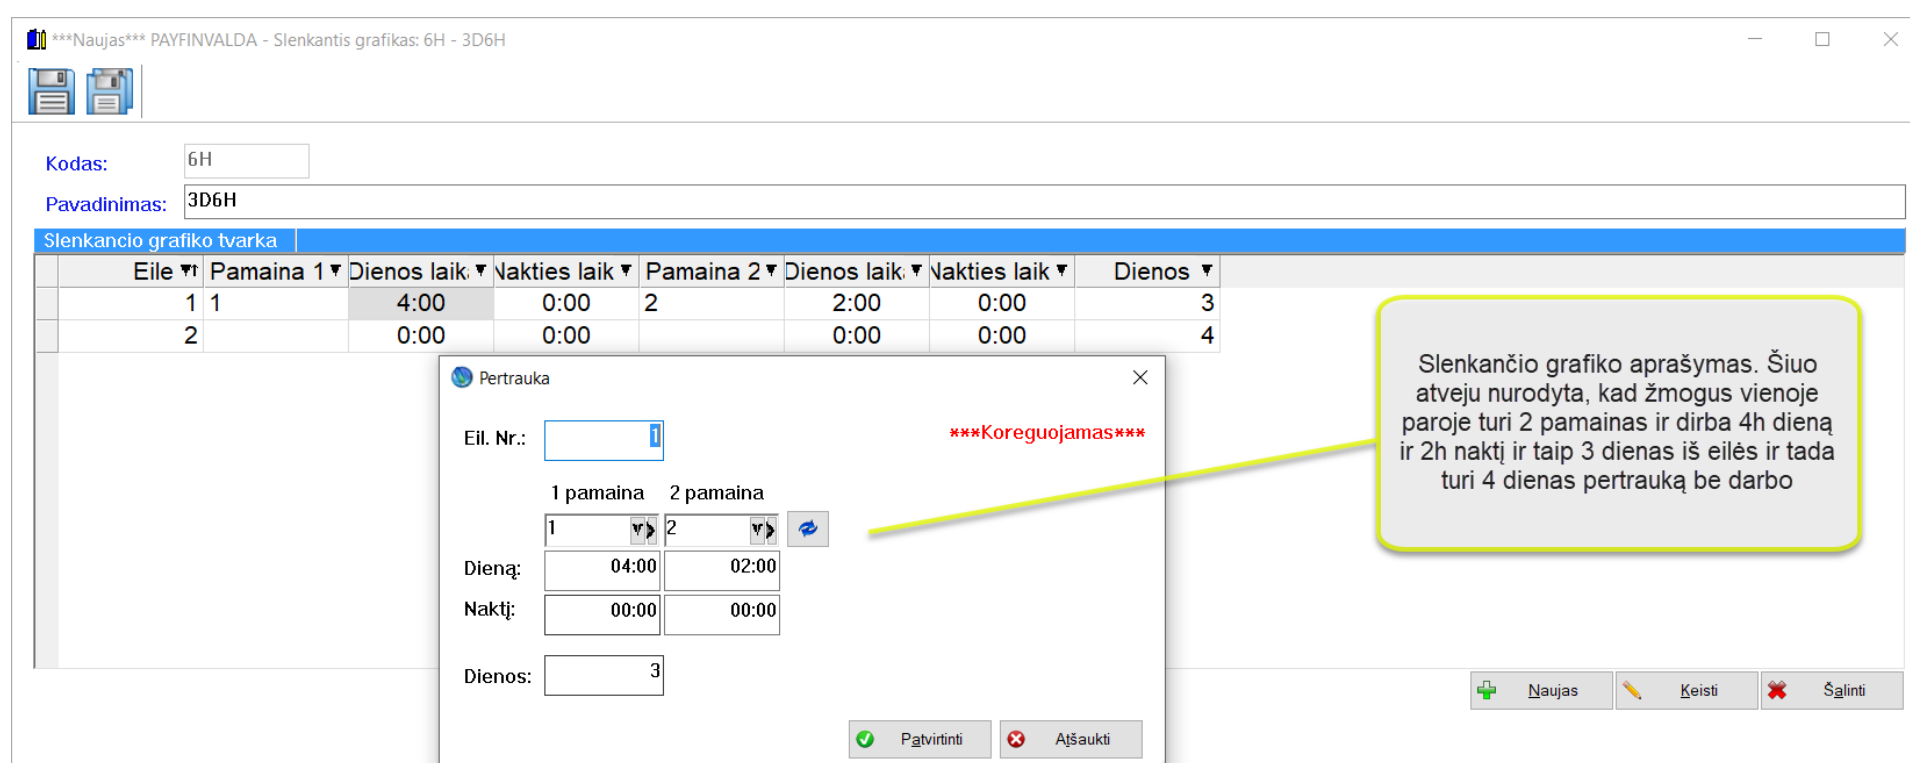 ***Naujas*** PAYFINVALDA - Slenkantis grafikas: 6H - 3D6H
Kodas: 6H
Pavadinimas: 3D6H
Slenkancio grafiko tvarka
Eile Pamaina 1 Dienos laik Nakties laik Pamaina 2 Dienos laik Nakties laik Dienos
1 1 4:00 0:00 2 2:00 0:00 3
2 0:00 0:00 0:00 0:00 4
Pertrauka
Eil. Nr.: 1 ***Koreguojamas***
1 pamaina 2 pamaina
1 2
Dieną: 04:00 02:00
Naktį: 00:00 00:00
Dienos: 3
Patvirtinti Atšaukti
Slenkančio grafiko aprašymas. Šiuo
atveju nurodyta, kad žmogus vienoje
paroje turi 2 pamainas ir dirba 4h dieną
ir 2h naktį ir taip 3 dienas iš eilės ir tada
turi 4 dienas pertrauką be darbo
Naujas Keisti Šalinti